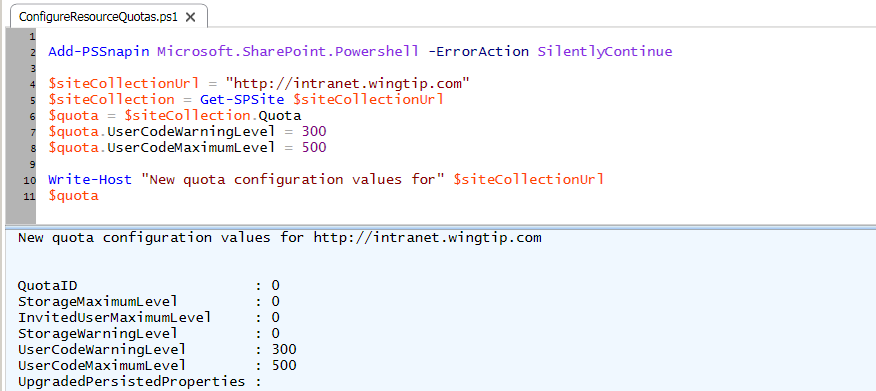 ConfigureResourceQuotas.ps1 X
1
2 Add-PSSnapin Microsoft.SharePoint.Powershell -ErrorAction SilentlyContinue
3
4 $siteCollectionUrl = "http://intranet.wingtip.com"
5 $siteCollection = Get-SPSite $siteCollectionUrl
6 $quota = $siteCollection.Quota
7 $quota.UserCodeWarningLevel = 300
8 $quota.UserCodeMaximumLevel = 500
9
10 Write-Host "New quota configuration values for" $siteCollectionUrl
11 $quota
New quota configuration values for http://intranet.wingtip.com
QuotaID : 0
StorageMaximumLevel : 0
InvitedUserMaximumLevel : 0
StorageWarningLevel : 0
UserCodeWarningLevel : 300
UserCodeMaximumLevel : 500
UpgradedPersistedProperties :